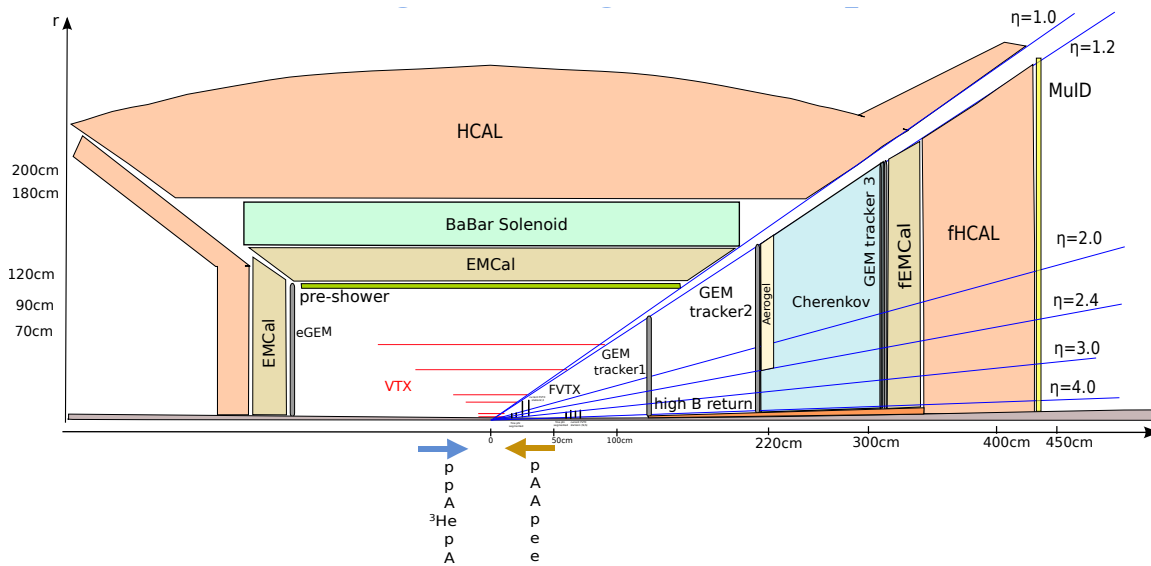 r
η=1.0
η=1.2
MuID
HCAL
200cm
180cm
BaBar Solenoid
EMCal
GEM tracker 3
fEMCal
fHCAL
η=2.0
120cm
pre-shower
GEM
tracker2
Aerogel
Cherenkov
90cm
η=2.4
70cm
EMCal
eGEM
GEM
tracker1
η=3.0
VTX
FVTX
high B return
η=4.0
0
50cm
100cm
220cm
300cm
400cm
450cm
p p
p A
A A
³He p
p e
A e